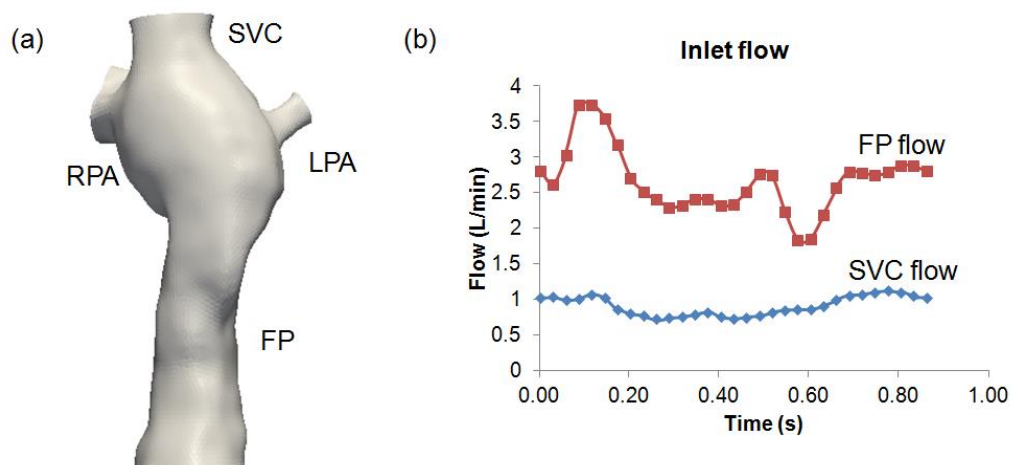 (a)
SVC
RPA
LPA
FP
(b)
Inlet flow
Flow (L/min)
4
3.5
3
2.5
2
1.5
1
0.5
0
FP flow
SVC flow
0.00 0.20 0.40 0.60 0.80 1.00
Time (s)